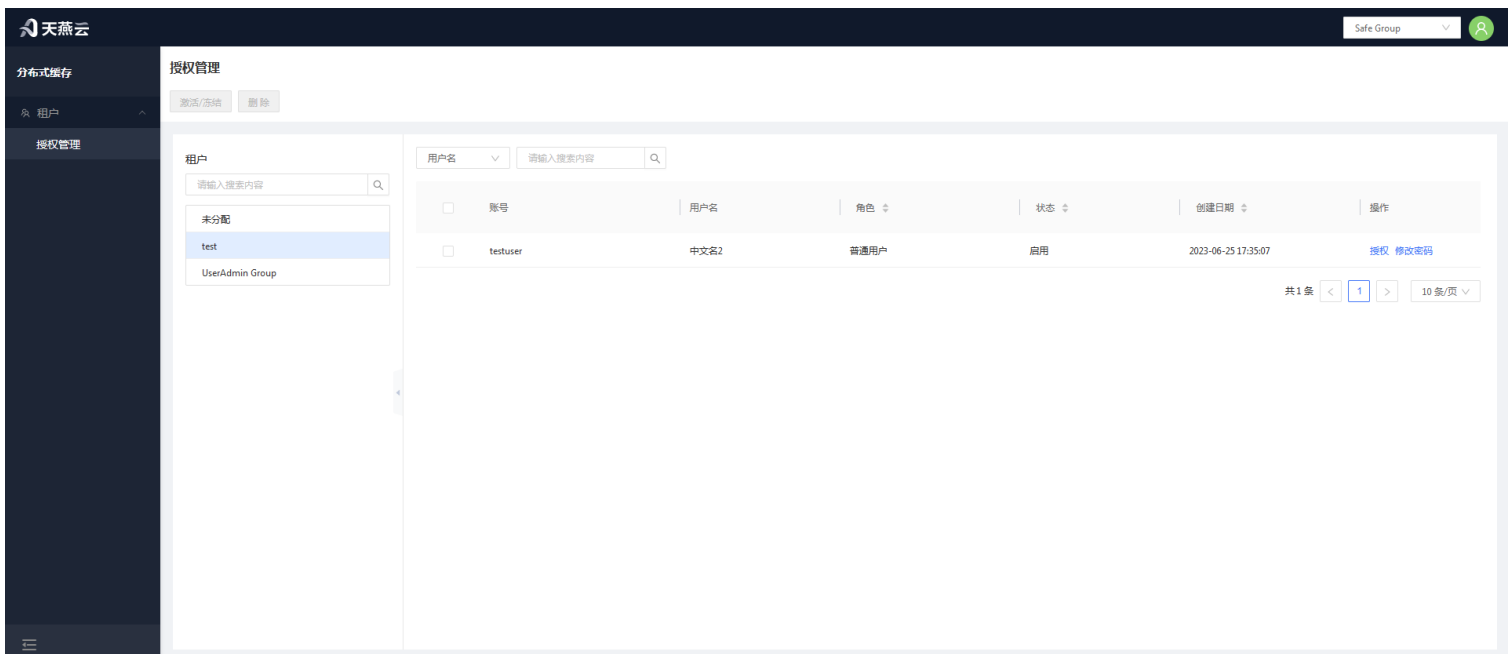 天燕云
Safe Group
分布式缓存
租户
授权管理
授权管理
激活/冻结 删 除
租户
请输入搜索内容
未分配
test
UserAdmin Group
用户名 请输入搜索内容
账号 用户名 角色 状态 创建日期 操作
testuser 中文名2 普通用户 启用 2023-06-25 17:35:07 授权 修改密码
共1条 < 1 > 10 条/页